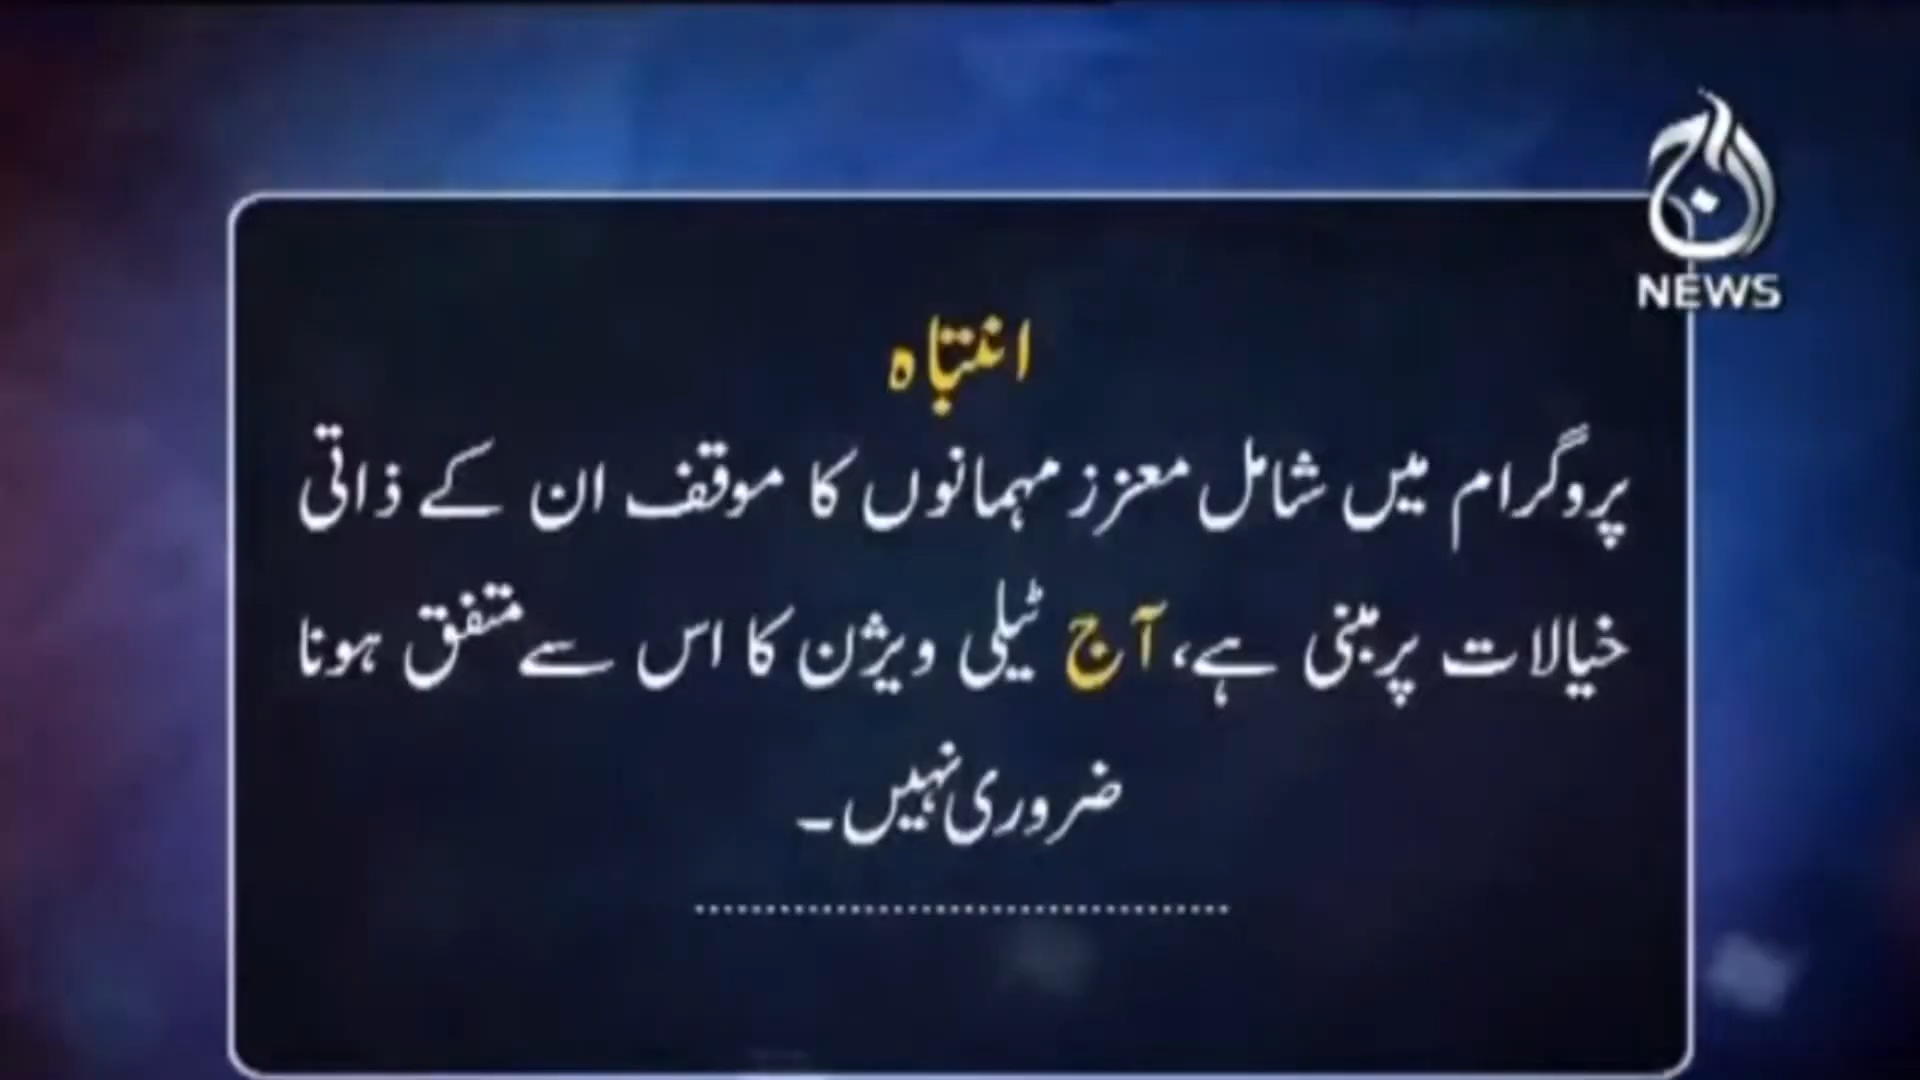 آج
NEWS
انتباہ
پروگرام میں شامل معزز مہمانوں کا موقف ان کے ذاتی
خیالات پر مبنی ہے، آج ٹیلی ویژن کا اس سے متفق ہونا
ضروری نہیں۔